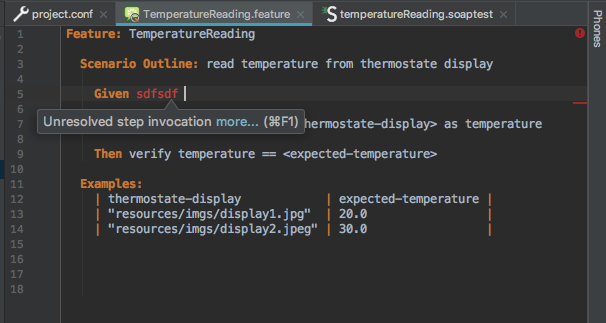 project.conf × TemperatureReading.feature × temperatureReading.soaptest ×
Phones
1 Feature: TemperatureReading
2
3 Scenario Outline: read temperature from thermostate display
4
5 Given sdfsdf
6
Unresolved step invocation more... (⌘F1)
hermostate-display> as temperature
8
9 Then verify temperature == <expected-temperature>
10
11 Examples:
12 | thermostate-display | expected-temperature |
13 | "resources/imgs/display1.jpg" | 20.0 |
14 | "resources/imgs/display2.jpeg" | 30.0 |
15
16
17
18